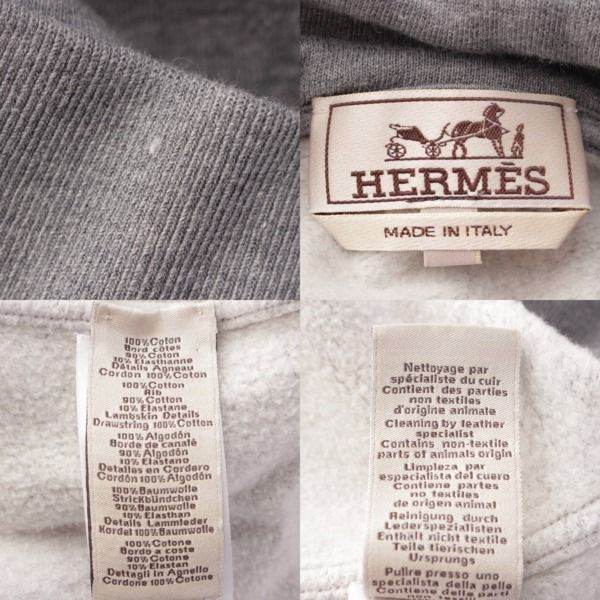 HERMÈS
MADE IN ITALY
100%Coton
Bord côtes
90% Coton
10% Elasthanne
Détails Agneau
Cordon 100% Coton
100%Cotton
Rib
90% Cotton
10% Elastane
Lambskin Details
Drawstring 100%Cotton
100%Algodón
Borde de canalé
90% Algodón
10% Elastano
Detalles en Cordero
Cordón 100% Algodón
100%Baumwolle
Strickbündchen
90% Baumwolle
10% Elasthan
Details Lammleder
Kordel 100%Baumwolle
100%Cotone
Bordo a coste
90% Cotone
10% Elastan
Dettagli in Agnello
Cordone 100%Cotone
Nettoyage par
spécialiste du cuir
Contient des parties
non textiles
d'origine animale
Cleaning by leather
specialist
Contains non-textile
parts of animals origin
Limpieza par
especialista del cuero
Contiene partes
no textiles
de origen animal
Reinigung durch
Lederspezialisten
Enthält nicht textile
Teile tierischen
Ursprungs
Pulire presso uno
specialista della pelle
Contiene delle parti
non